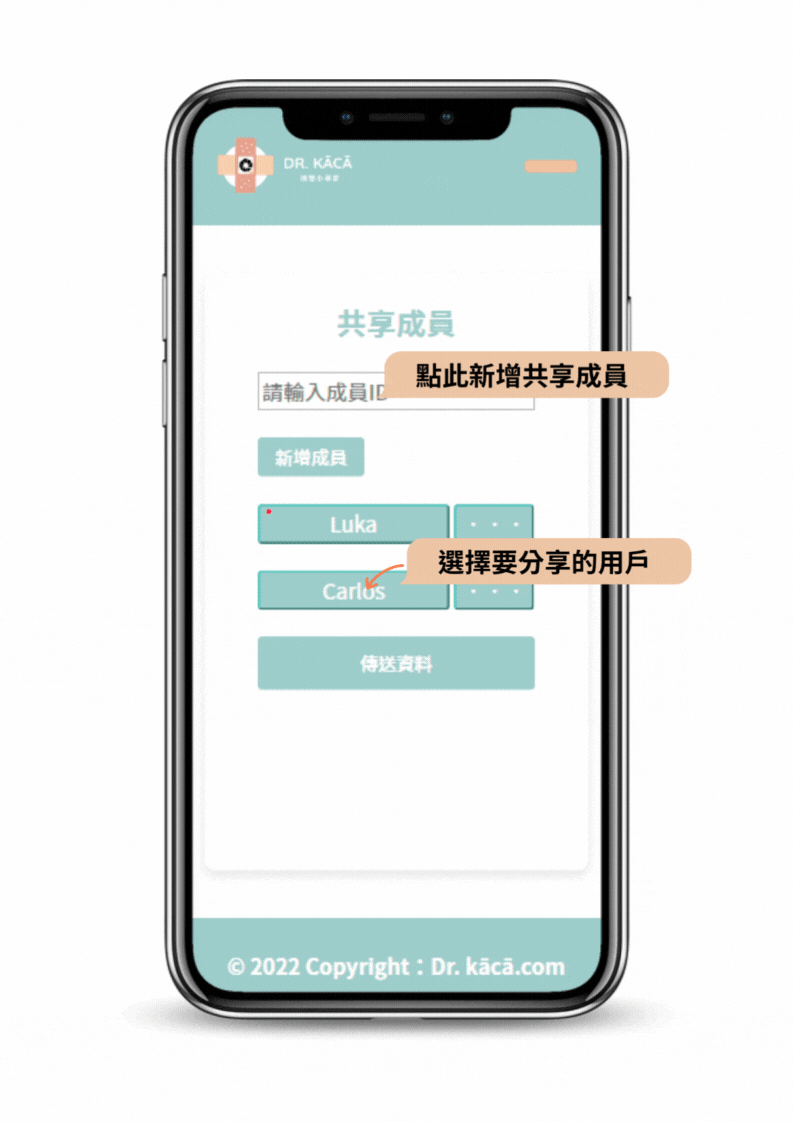 DR. KĀCĀ
共享成員
點此新增共享成員
請輸入成員ID
新增成員
Luka
· · ·
選擇要分享的用戶
Carlos
· · ·
傳送資料
© 2022 Copyright：Dr. kācā.com